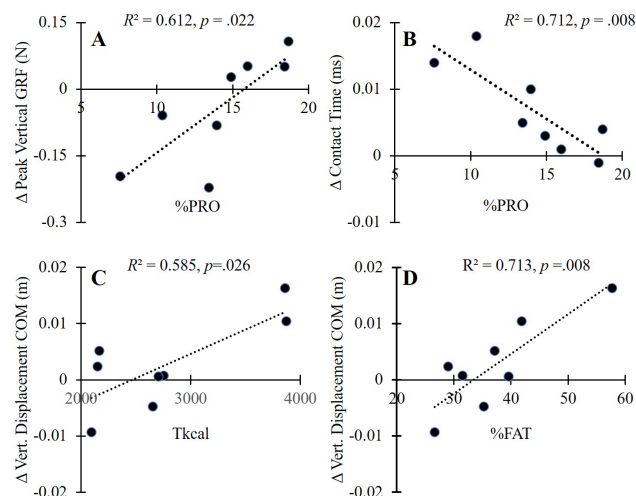 R² = 0.612, p = .022
A
Δ Peak Vertical GRF (N)
0.15
0
-0.15
-0.3
5
10
15
20
%PRO
R² = 0.712, p = .008
B
Δ Contact Time (ms)
0.02
0.01
0
-0.01
5
10
15
20
%PRO
R² = 0.585, p=.026
C
Δ Vert. Displacement COM (m)
0.02
0.01
0
-0.01
-0.02
2000
3000
4000
Tkcal
R² = 0.713, p =.008
D
Δ Vert. Displacement COM (m)
0.02
0.01
0
-0.01
-0.02
20
30
40
50
60
%FAT